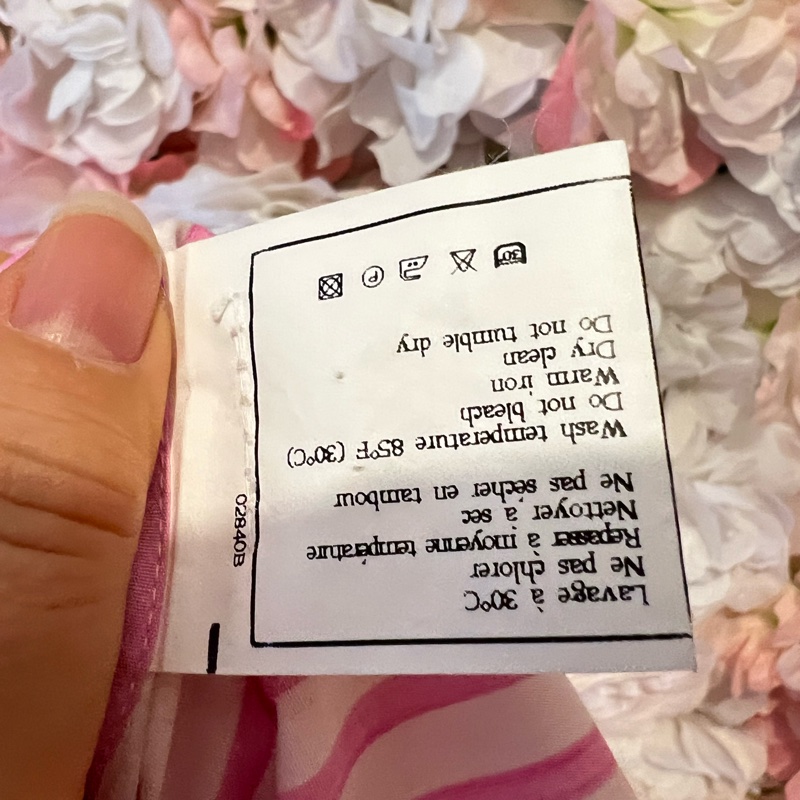 Lavage à 30°C
Ne pas chlorer
Repasser à moyenne température
Nettoyer à sec
Ne pas sécher en tambour
Wash temperature 85°F (30°C)
Do not bleach
Warm iron
Dry clean
Do not tumble dry
30°
P
02840B